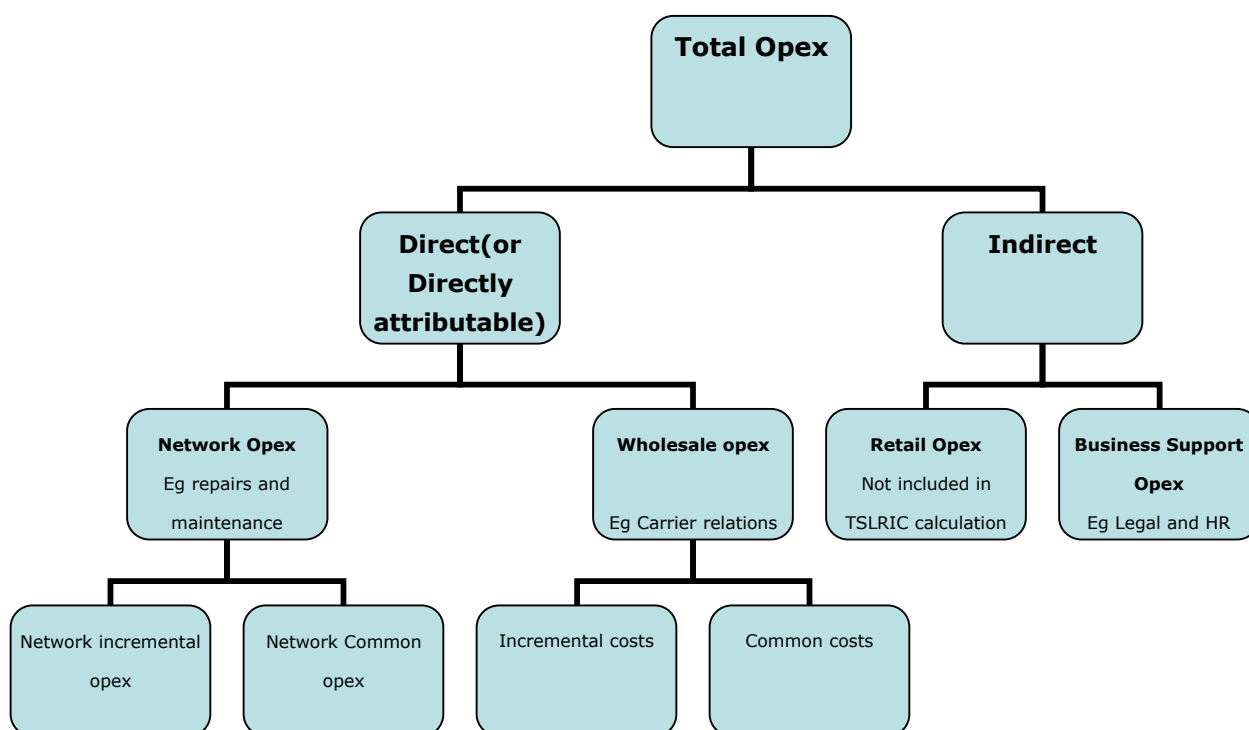 Total Opex
Direct(or
Directly
attributable)
Indirect
Network Opex
Eg repairs and
maintenance
Wholesale opex
Eg Carrier relations
Retail Opex
Not included in
TSLRIC calculation
Business Support
Opex
Eg Legal and HR
Network incremental
opex
Network Common
opex
Incremental costs
Common costs